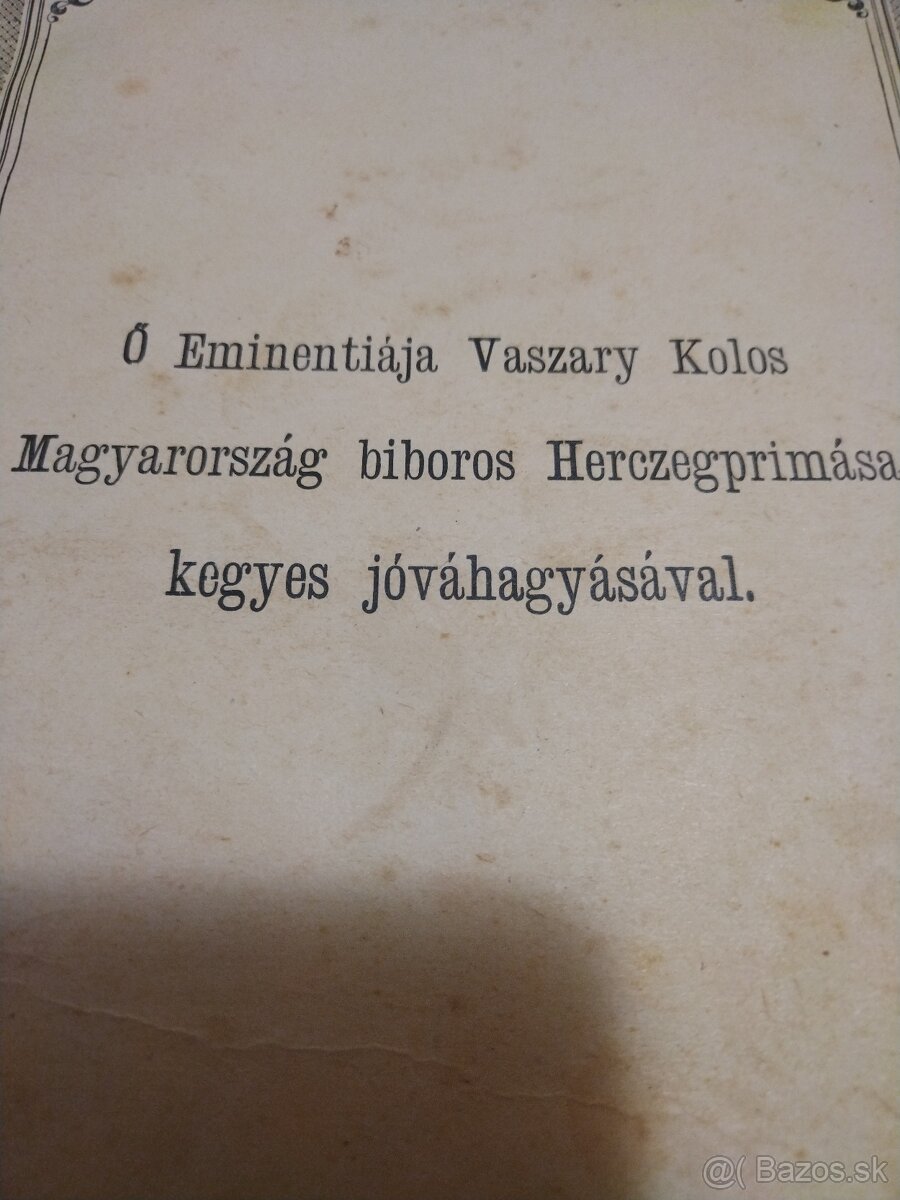 Ő Eminentiája Vaszary Kolos
Magyarország biboros Herczegprimása
kegyes jóváhagyásával.
@( Bazos.sk